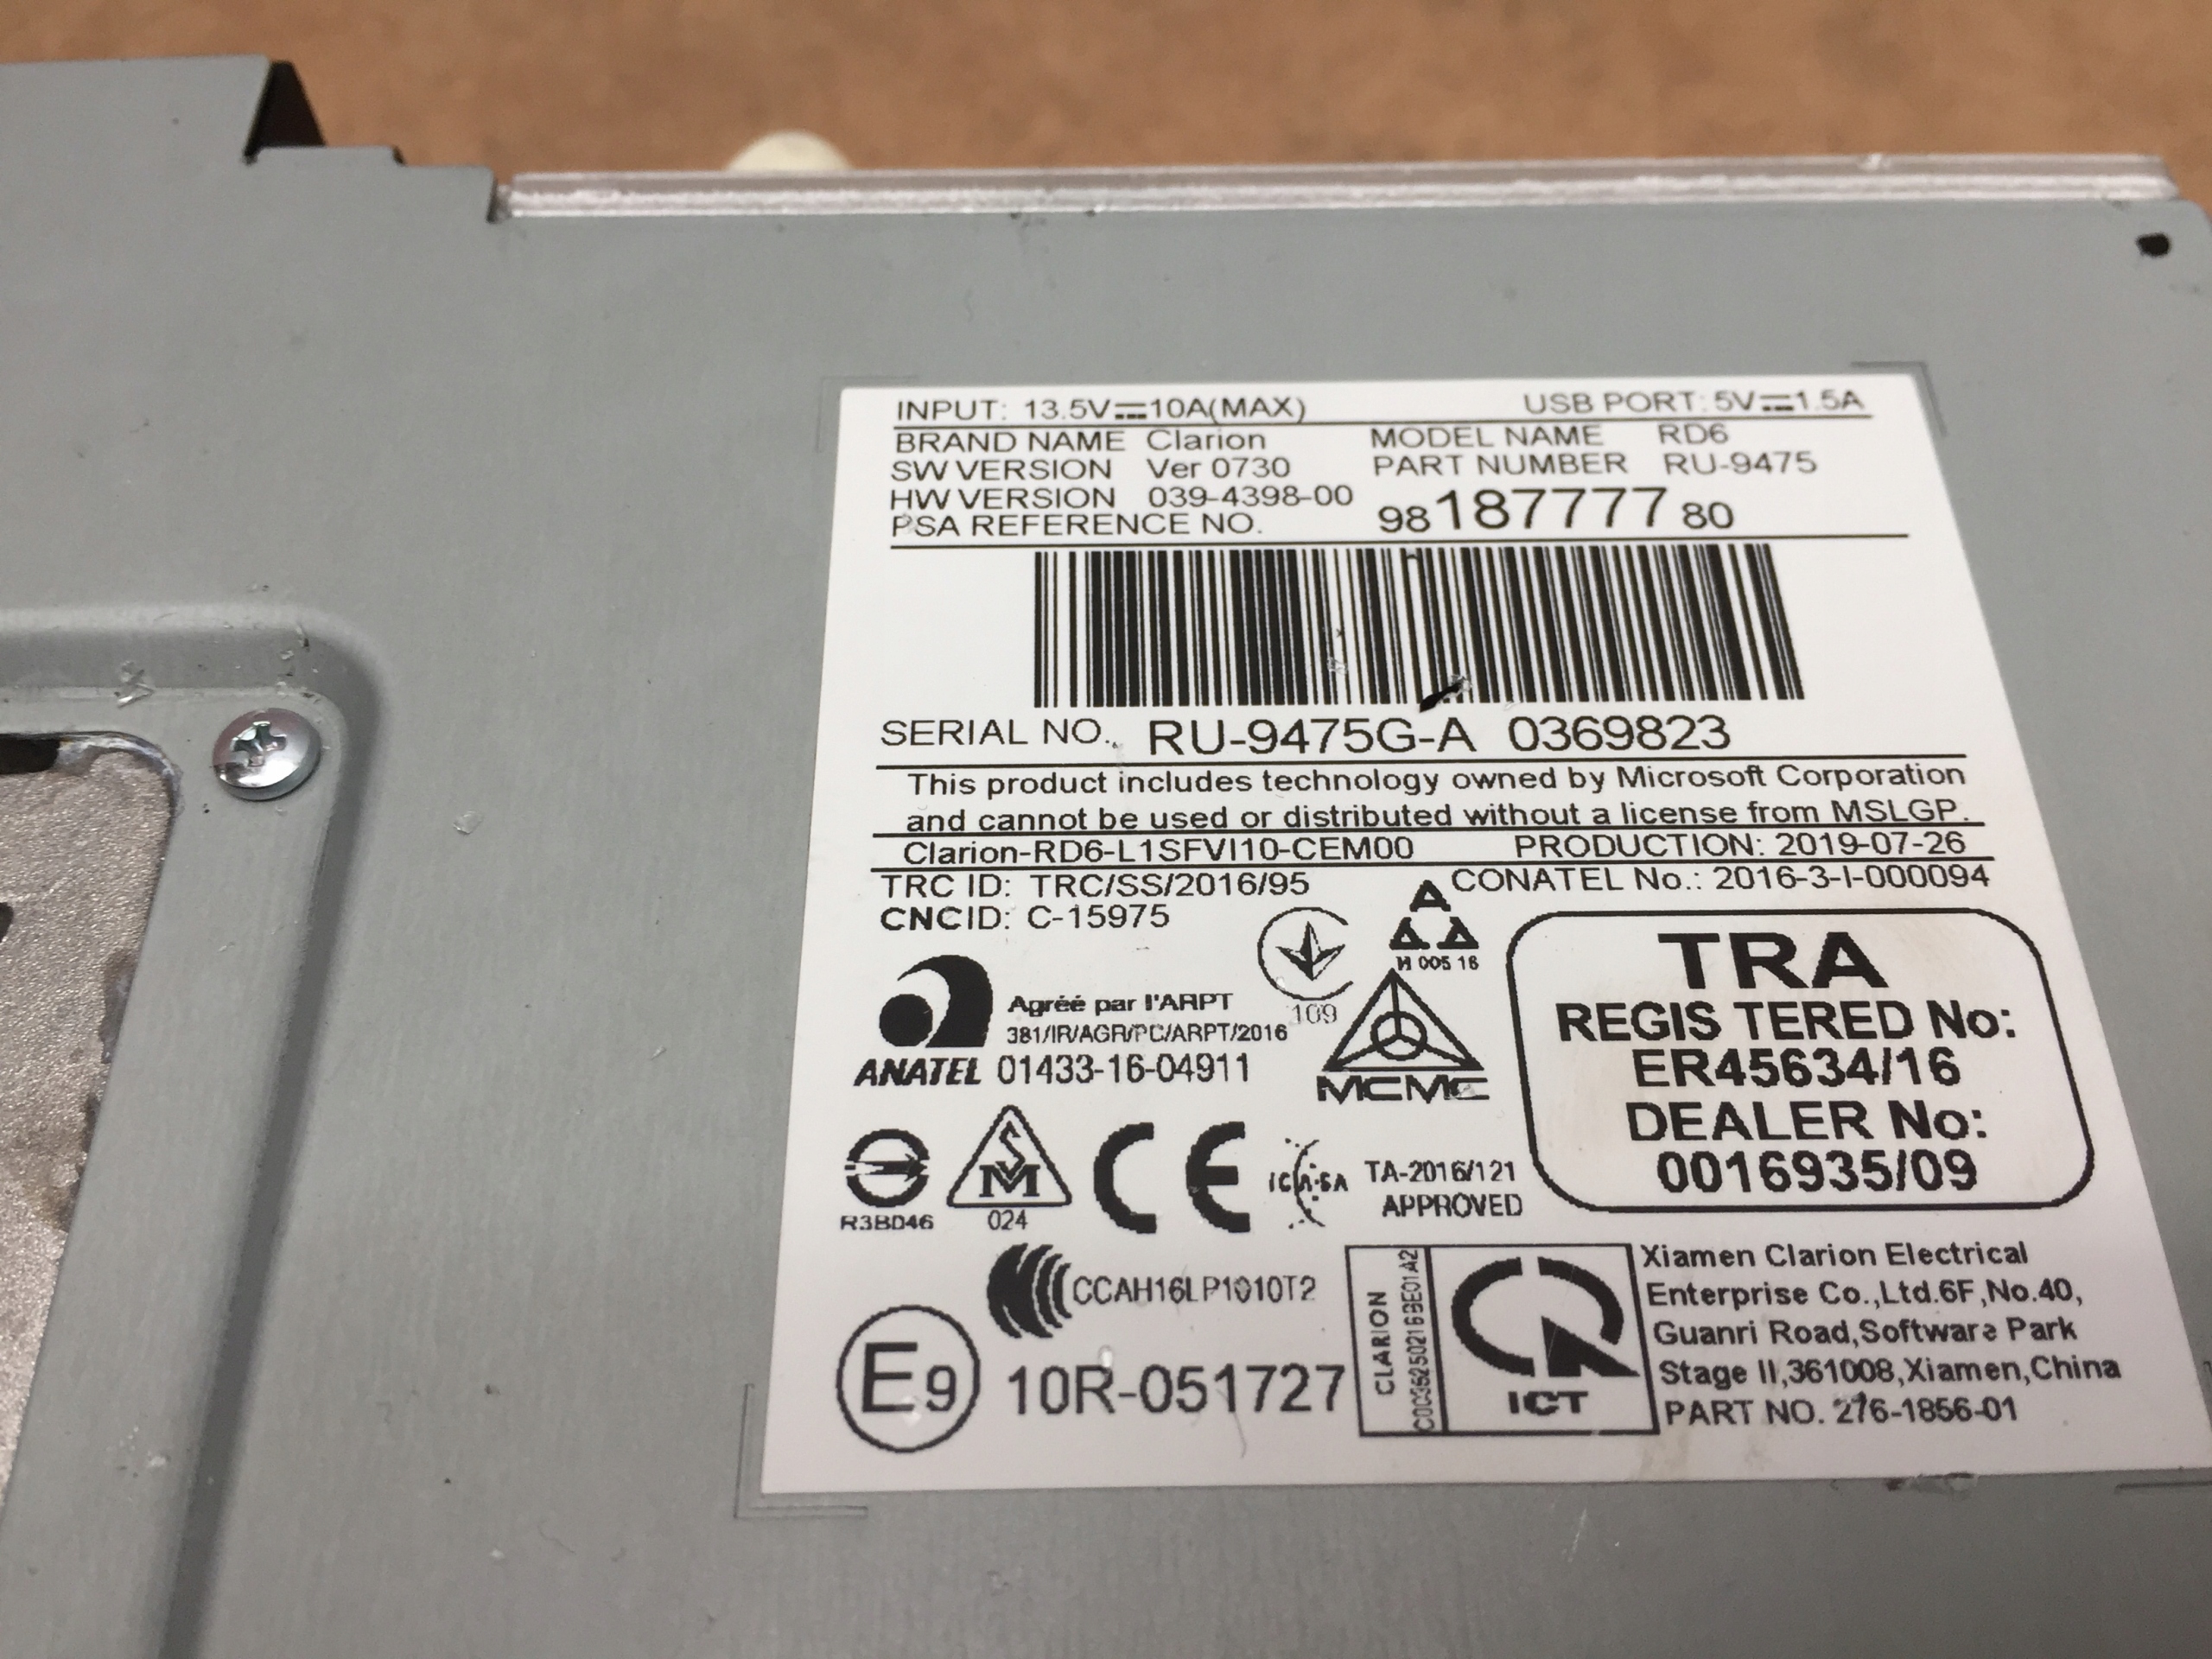 INPUT: 13.5V⎓10A(MAX) USB PORT: 5V⎓1.5A
BRAND NAME Clarion MODEL NAME RD6
SW VERSION Ver 0730 PART NUMBER RU-9475
HW VERSION 039-4398-00
PSA REFERENCE NO. 98187777780
SERIAL NO. RU-9475G-A 0369823
This product includes technology owned by Microsoft Corporation
and cannot be used or distributed without a license from MSLGP.
Clarion-RD6-L1SFVI10-CEM00 PRODUCTION: 2019-07-26
TRC ID: TRC/SS/2016/95 CONATEL No.: 2016-3-I-000094
CNCID: C-15975
H 005 16
109
Agréé par l'ARPT
381/IR/AGR/PC/ARPT/2016
ANATEL 01433-16-04911
MCMC
TRA
REGIS TERED No:
ER45634/16
DEALER No:
0016935/09
R3BD46
SM
024
CE
ICASA
TA-2016/121
APPROVED
CCAH16LP1010T2
E9 10R-051727
CLARION
ICT
Xiamen Clarion Electrical
Enterprise Co.,Ltd.6F,No.40,
Guanri Road,Software Park
Stage II,361008,Xiamen,China
PART NO. 276-1856-01